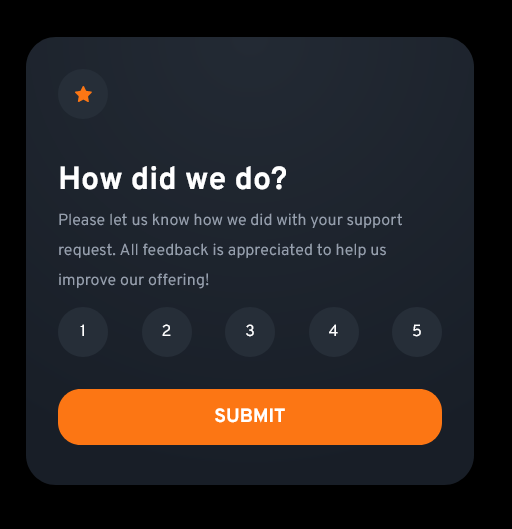 How did we do?
Please let us know how we did with your support
request. All feedback is appreciated to help us
improve our offering!
1 2 3 4 5
SUBMIT